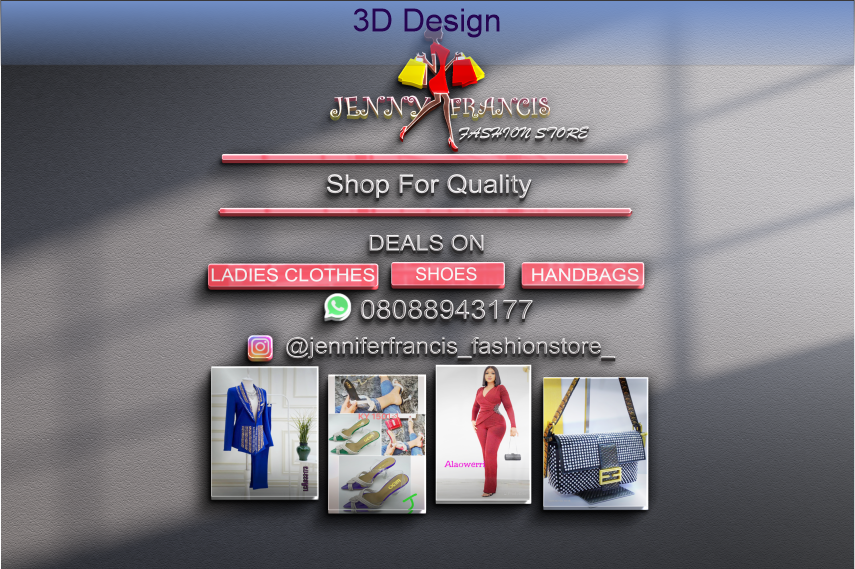 3D Design
JENNY FRANCIS
FASHION STORE
Shop For Quality
DEALS ON
LADIES CLOTHES SHOES HANDBAGS
08088943177
@jenniferfrancis_fashionstore_
Alaowerri